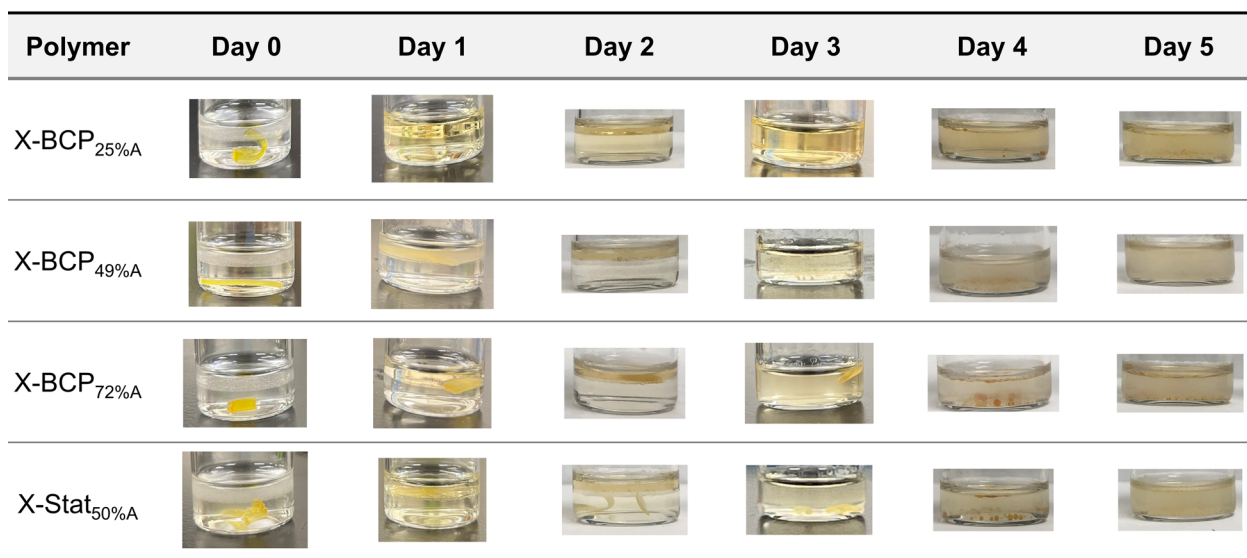 Polymer Day 0 Day 1 Day 2 Day 3 Day 4 Day 5
X-BCP25%A
X-BCP49%A
X-BCP72%A
X-Stat50%A